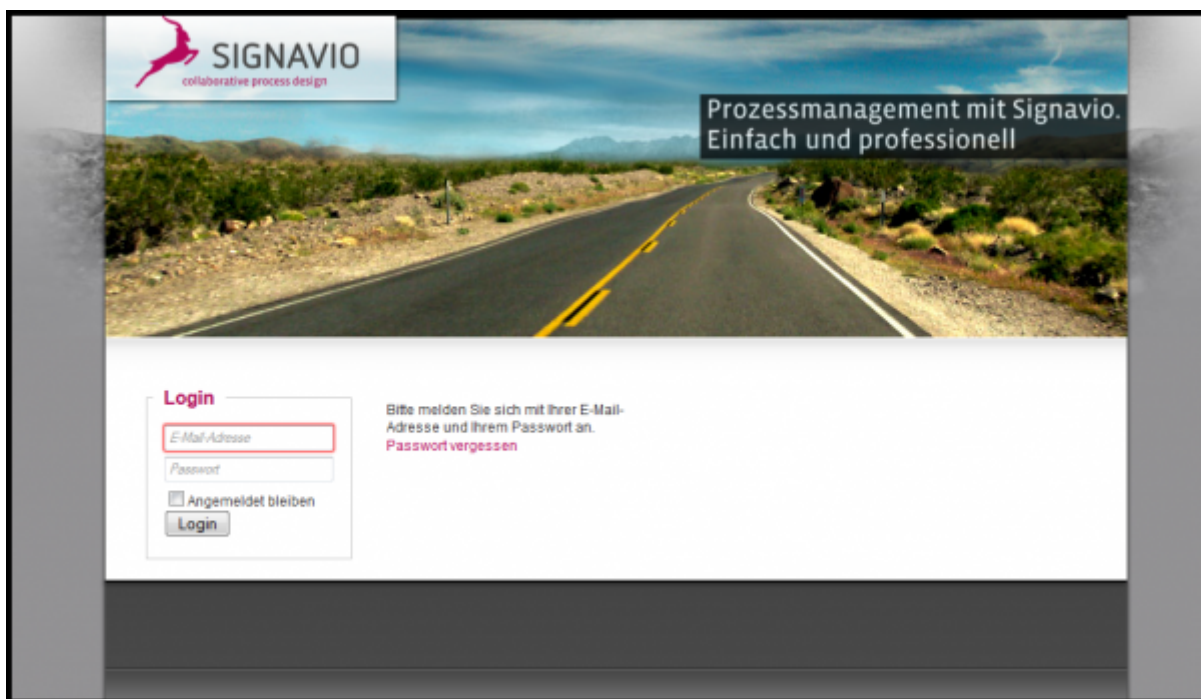 SIGNAVIO
collaborative process design
Prozessmanagement mit Signavio.
Einfach und professionell
Login
E-Mail-Adresse
Passwort
Angemeldet bleiben
Login
Bitte melden Sie sich mit Ihrer E-Mail-
Adresse und Ihrem Passwort an.
Passwort vergessen